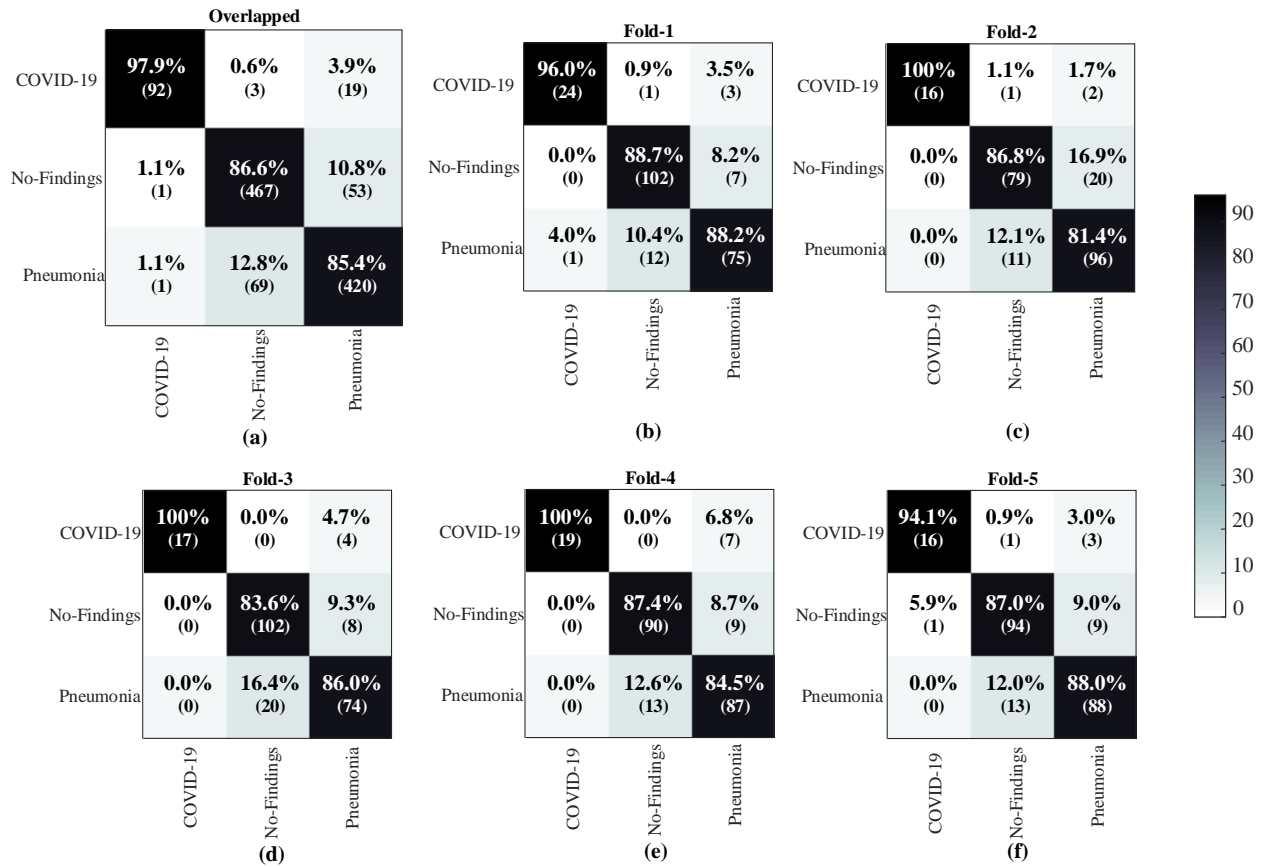 Overlapped
COVID-19 97.9% 0.6% 3.9%
(92) (3) (19)
No-Findings 1.1% 86.6% 10.8%
(1) (467) (53)
Pneumonia 1.1% 12.8% 85.4%
(1) (69) (420)
COVID-19 No-Findings Pneumonia
(a)
Fold-1
COVID-19 96.0% 0.9% 3.5%
(24) (1) (3)
No-Findings 0.0% 88.7% 8.2%
(0) (102) (7)
Pneumonia 4.0% 10.4% 88.2%
(1) (12) (75)
COVID-19 No-Findings Pneumonia
(b)
Fold-2
COVID-19 100% 1.1% 1.7%
(16) (1) (2)
No-Findings 0.0% 86.8% 16.9%
(0) (79) (20)
Pneumonia 0.0% 12.1% 81.4%
(0) (11) (96)
COVID-19 No-Findings Pneumonia
(c)
Fold-3
COVID-19 100% 0.0% 4.7%
(17) (0) (4)
No-Findings 0.0% 83.6% 9.3%
(0) (102) (8)
Pneumonia 0.0% 16.4% 86.0%
(0) (20) (74)
COVID-19 No-Findings Pneumonia
(d)
Fold-4
COVID-19 100% 0.0% 6.8%
(19) (0) (7)
No-Findings 0.0% 87.4% 8.7%
(0) (90) (9)
Pneumonia 0.0% 12.6% 84.5%
(0) (13) (87)
COVID-19 No-Findings Pneumonia
(e)
Fold-5
COVID-19 94.1% 0.9% 3.0%
(16) (1) (3)
No-Findings 5.9% 87.0% 9.0%
(1) (94) (9)
Pneumonia 0.0% 12.0% 88.0%
(0) (13) (88)
COVID-19 No-Findings Pneumonia
(f)
90
80
70
60
50
40
30
20
10
0